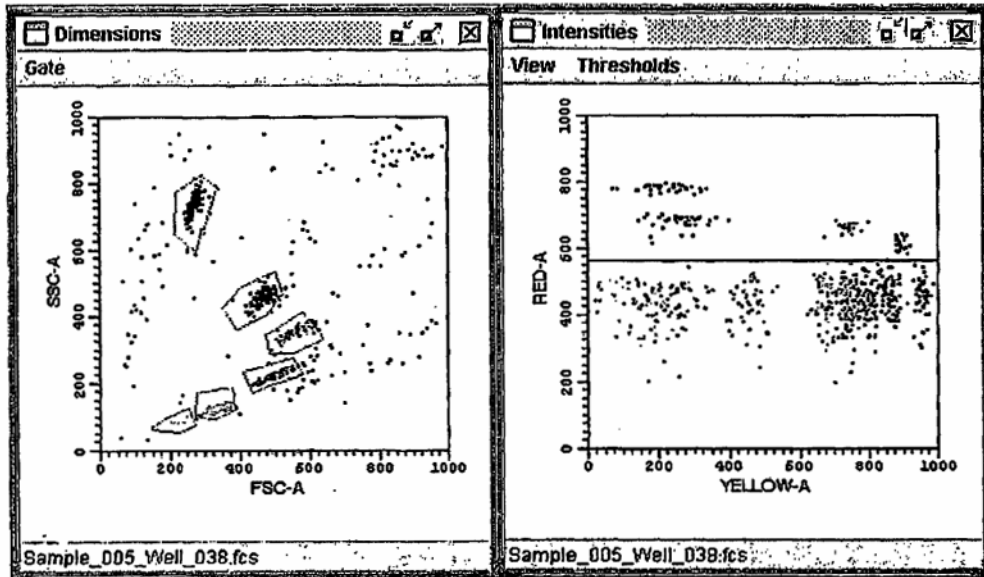 Dimensions
Gate
1000
800
600
400
200
0
SSC-A
0 200 400 600 800 1000
FSC-A
Sample_005_Well_038.fcs
Intensities
View Thresholds
1000
800
600
400
200
0
RED-A
0 200 400 600 800 1000
YELLOW-A
Sample_005_Well_038.fcs